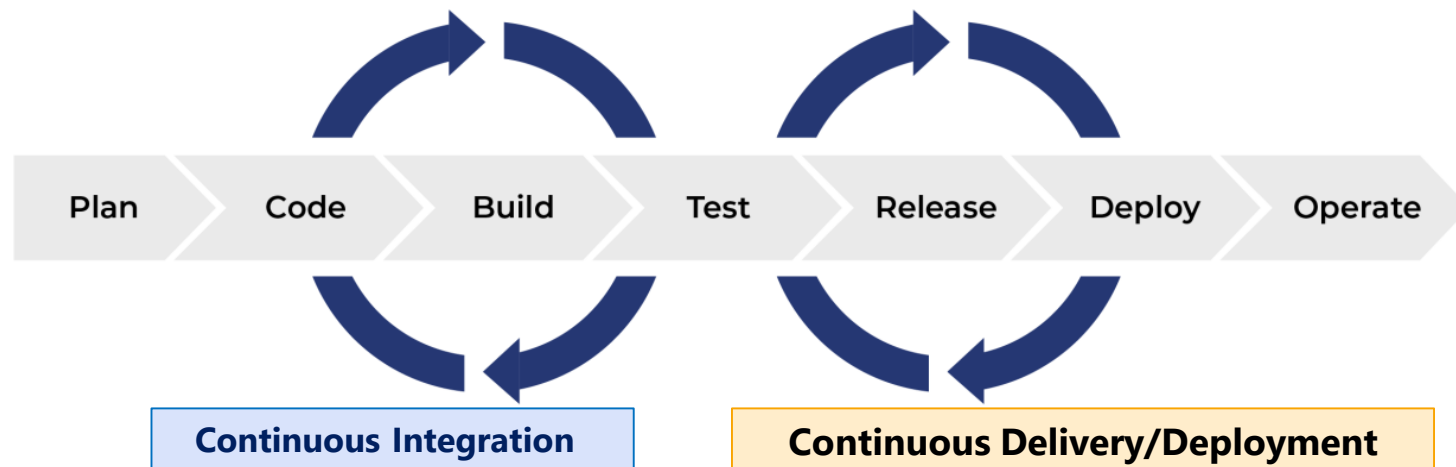 Plan Code Build Test Release Deploy Operate
Continuous Integration
Continuous Delivery/Deployment